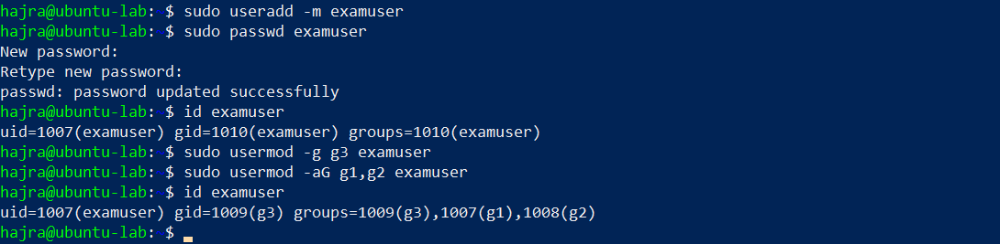 hajra@ubuntu-lab:~$ sudo useradd -m examuser
hajra@ubuntu-lab:~$ sudo passwd examuser
New password:
Retype new password:
passwd: password updated successfully
hajra@ubuntu-lab:~$ id examuser
uid=1007(examuser) gid=1010(examuser) groups=1010(examuser)
hajra@ubuntu-lab:~$ sudo usermod -g g3 examuser
hajra@ubuntu-lab:~$ sudo usermod -aG g1,g2 examuser
hajra@ubuntu-lab:~$ id examuser
uid=1007(examuser) gid=1009(g3) groups=1009(g3),1007(g1),1008(g2)
hajra@ubuntu-lab:~$